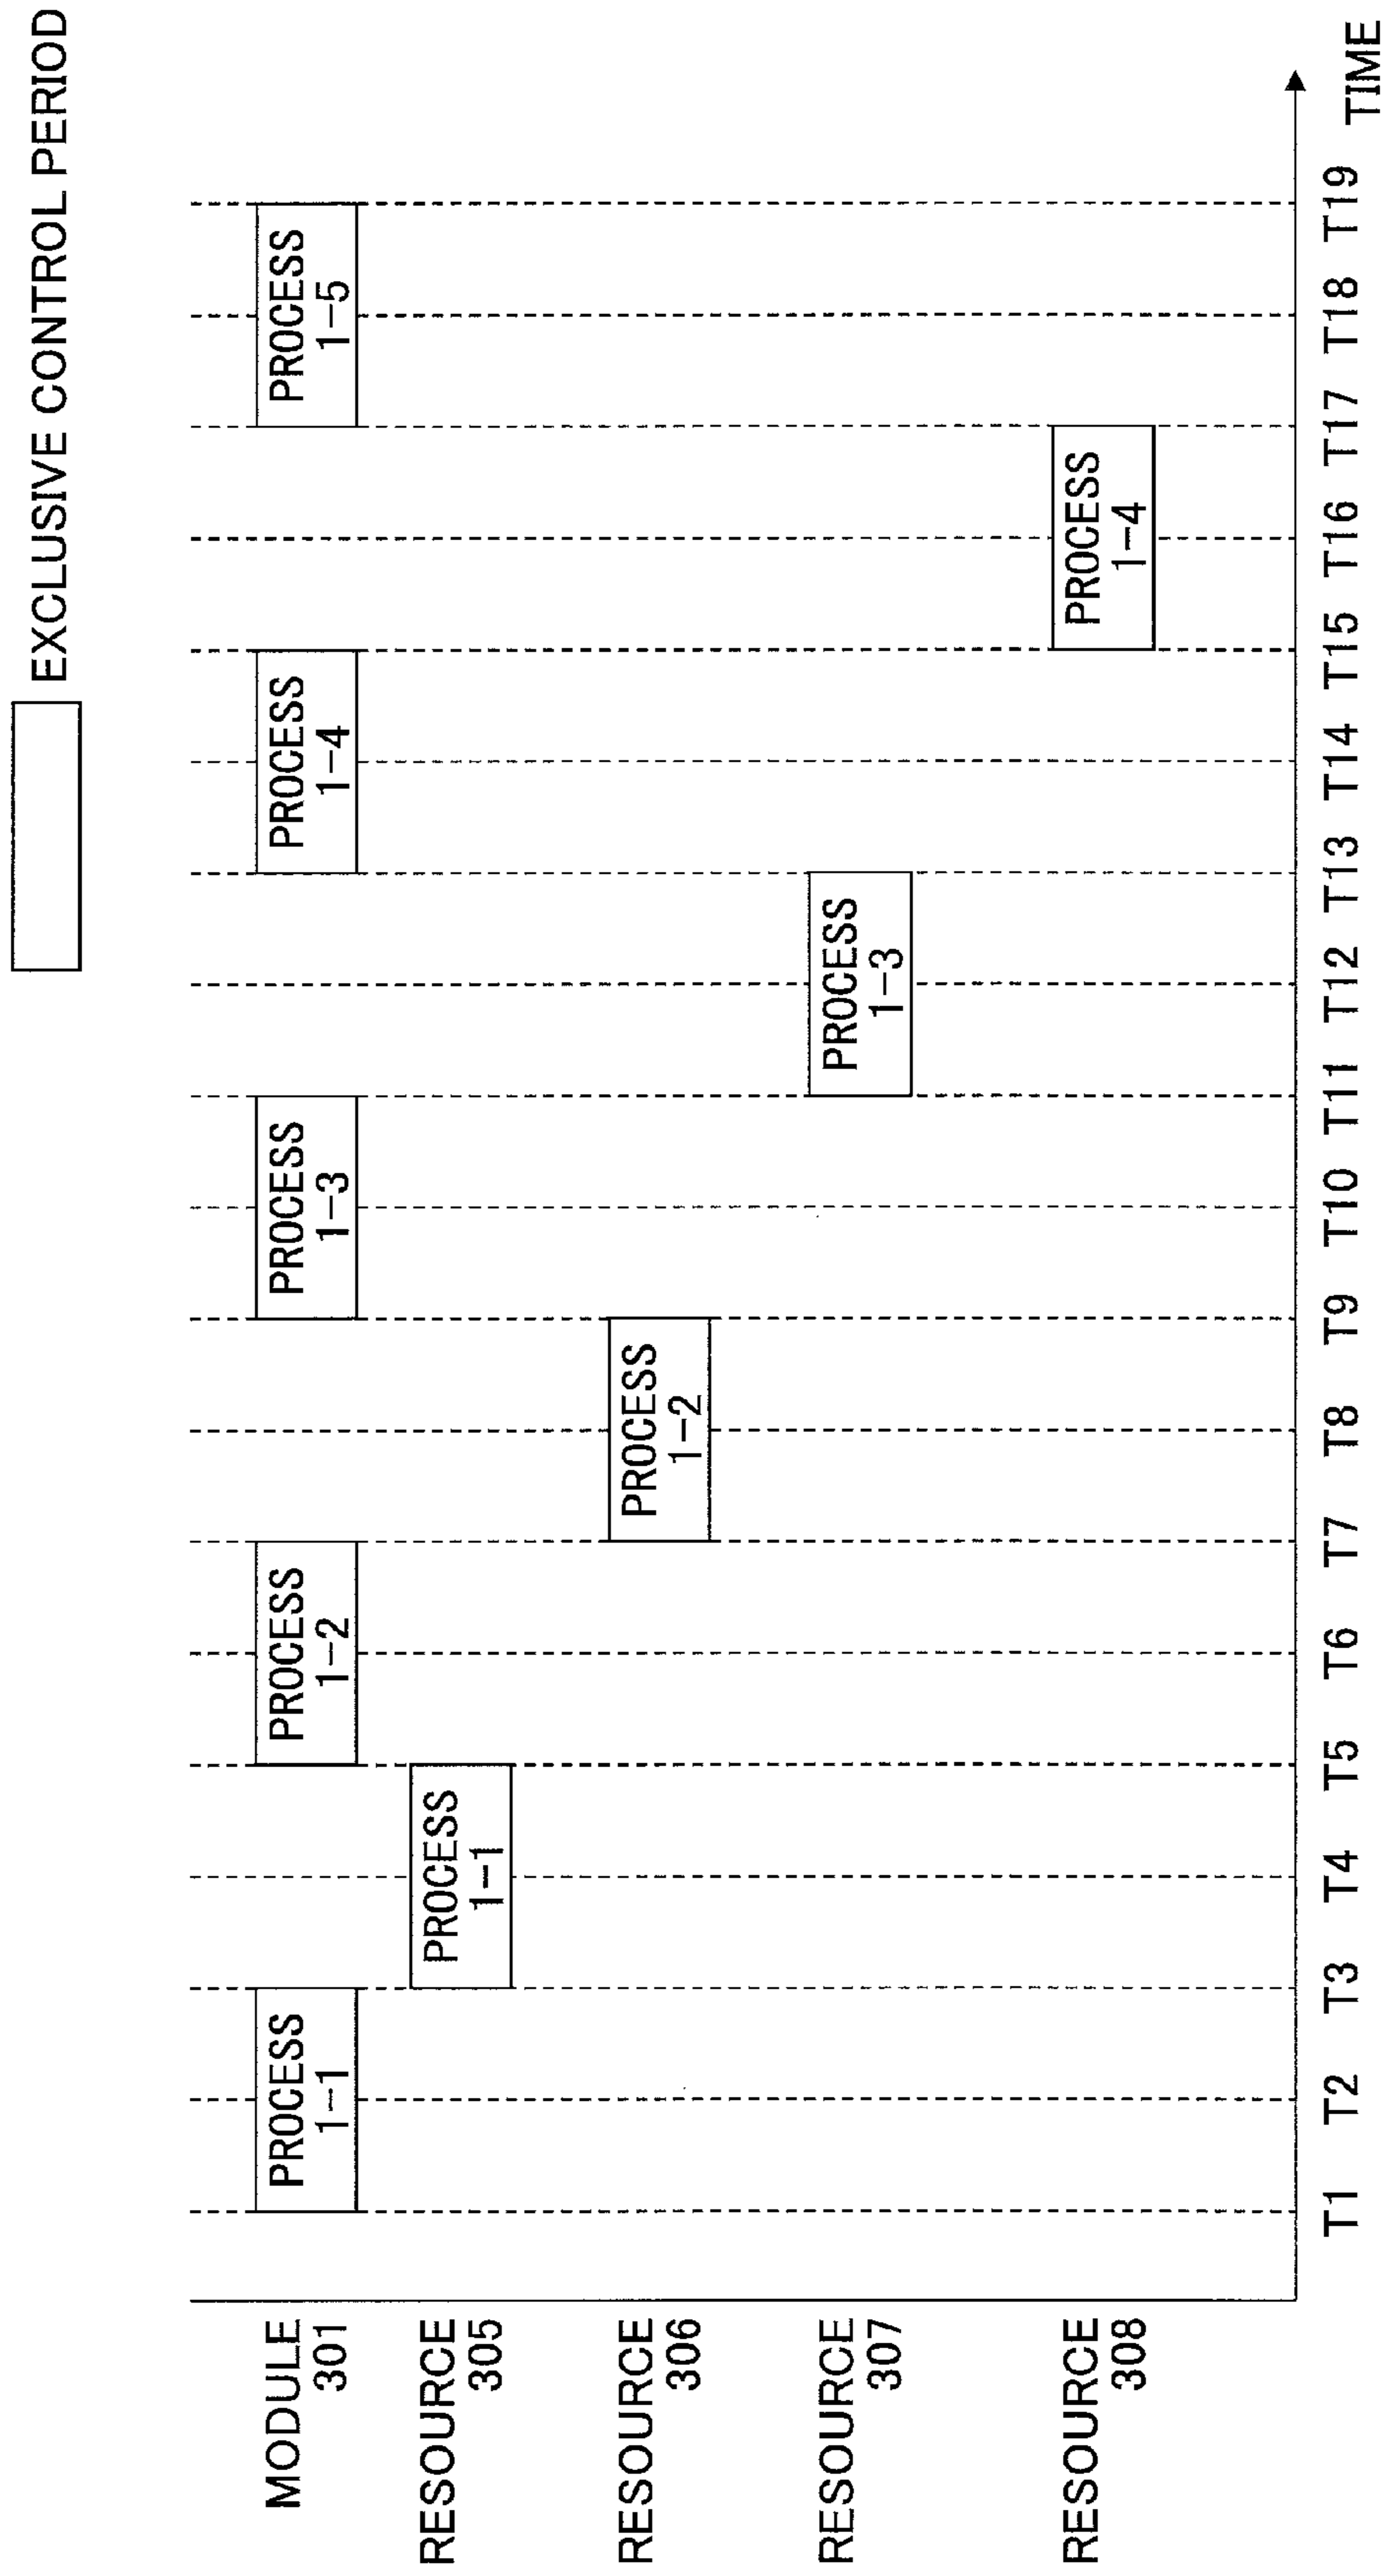 EXCLUSIVE CONTROL PERIOD
MODULE
301
PROCESS
1-1
PROCESS
1-2
PROCESS
1-3
PROCESS
1-4
PROCESS
1-5
RESOURCE
305
PROCESS
1-1
RESOURCE
306
PROCESS
1-2
RESOURCE
307
PROCESS
1-3
RESOURCE
308
PROCESS
1-4
T1 T2 T3 T4 T5 T6 T7 T8 T9 T10 T11 T12 T13 T14 T15 T16 T17 T18 T19
TIME